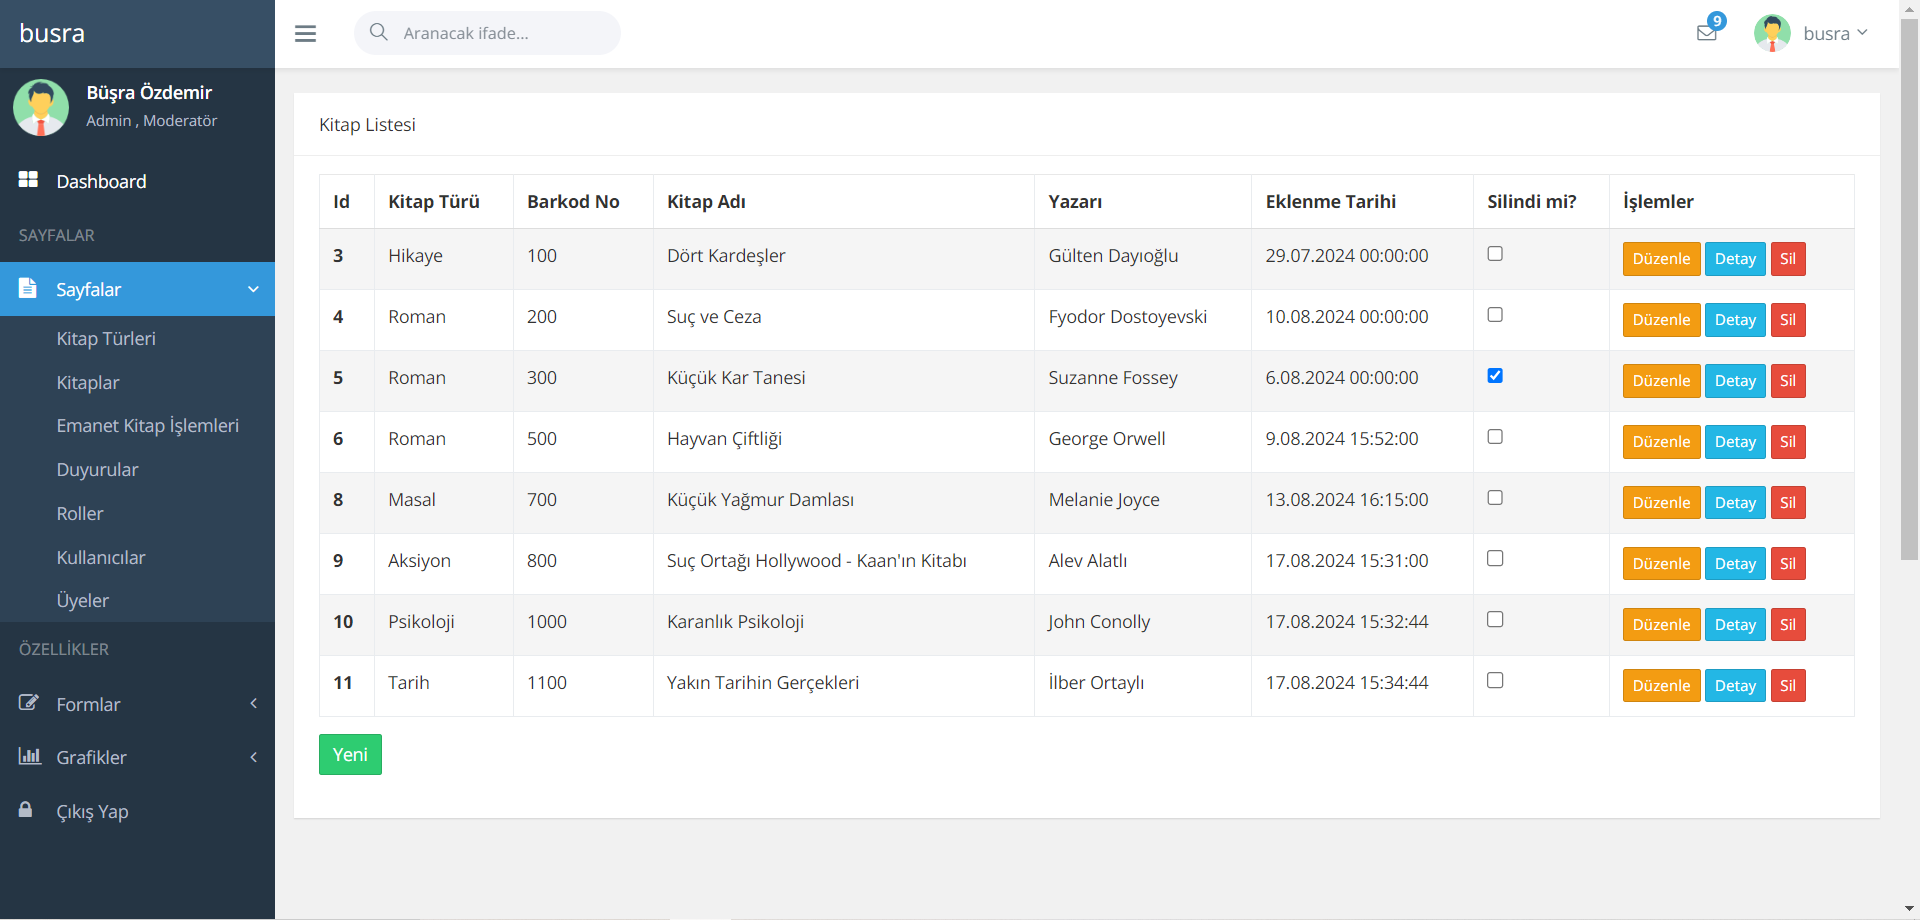 busra
Aranacak ifade...
9
busra
Büşra Özdemir
Admin , Moderatör
Dashboard
SAYFALAR
Sayfalar
Kitap Türleri
Kitaplar
Emanet Kitap İşlemleri
Duyurular
Roller
Kullanıcılar
Üyeler
ÖZELLİKLER
Formlar
Grafikler
Çıkış Yap
Kitap Listesi
Id Kitap Türü Barkod No Kitap Adı Yazarı Eklenme Tarihi Silindi mi? İşlemler
3 Hikaye 100 Dört Kardeşler Gülten Dayıoğlu 29.07.2024 00:00:00 Düzenle Detay Sil
4 Roman 200 Suç ve Ceza Fyodor Dostoyevski 10.08.2024 00:00:00 Düzenle Detay Sil
5 Roman 300 Küçük Kar Tanesi Suzanne Fossey 6.08.2024 00:00:00 Düzenle Detay Sil
6 Roman 500 Hayvan Çiftliği George Orwell 9.08.2024 15:52:00 Düzenle Detay Sil
8 Masal 700 Küçük Yağmur Damlası Melanie Joyce 13.08.2024 16:15:00 Düzenle Detay Sil
9 Aksiyon 800 Suç Ortağı Hollywood - Kaan'ın Kitabı Alev Alatlı 17.08.2024 15:31:00 Düzenle Detay Sil
10 Psikoloji 1000 Karanlık Psikoloji John Conolly 17.08.2024 15:32:44 Düzenle Detay Sil
11 Tarih 1100 Yakın Tarihin Gerçekleri İlber Ortaylı 17.08.2024 15:34:44 Düzenle Detay Sil
Yeni